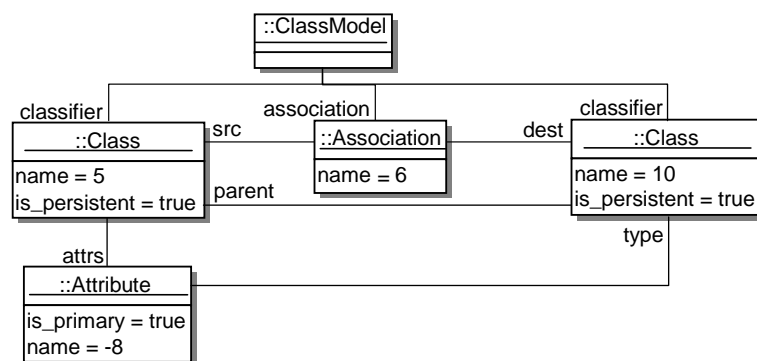 ::ClassModel
classifier
association
classifier
::Class
src
::Association
dest
::Class
name = 5
is_persistent = true
name = 6
name = 10
is_persistent = true
parent
type
attrs
::Attribute
is_primary = true
name = -8